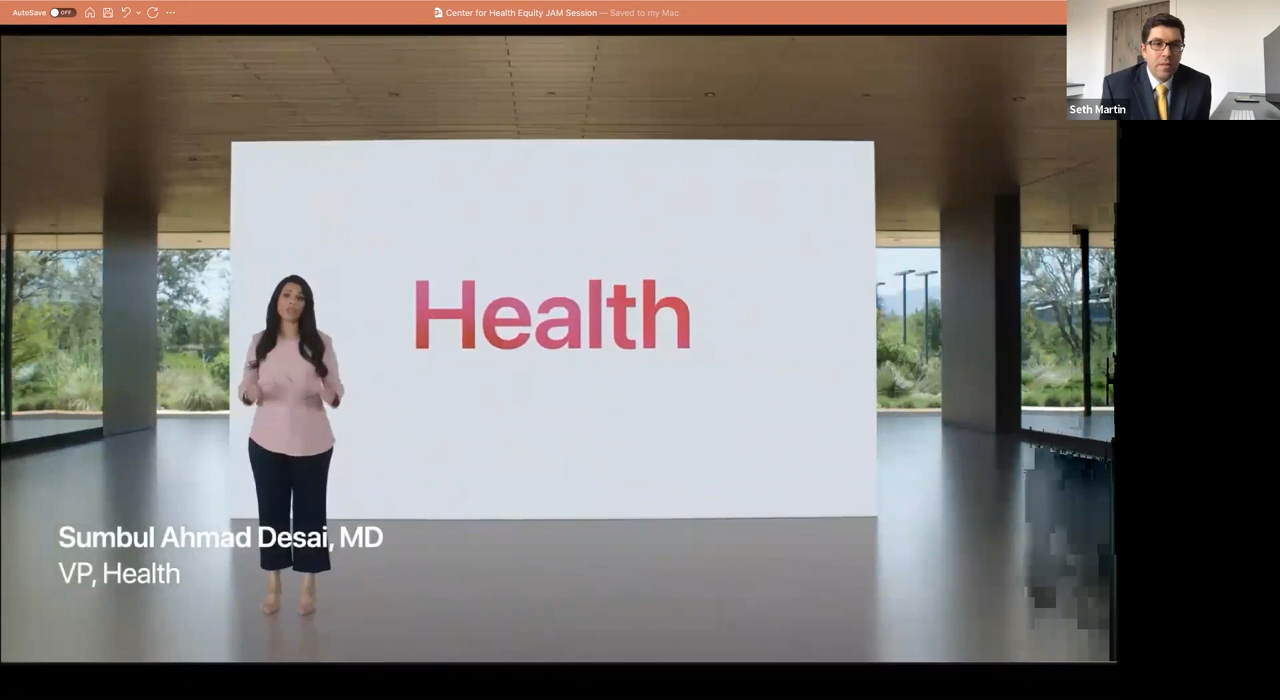 AutoSave OFF
Center for Health Equity JAM Session — Saved to my Mac
Seth Martin
Health
Sumbul Ahmad Desai, MD
VP, Health